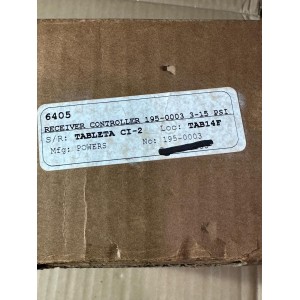 6405
RECEIVER CONTROLLER 195-0003 3-15 PSI
S/R: TABLETA CI-2 Loc: TAB14F
Mfg: POWERS No: 195-0003